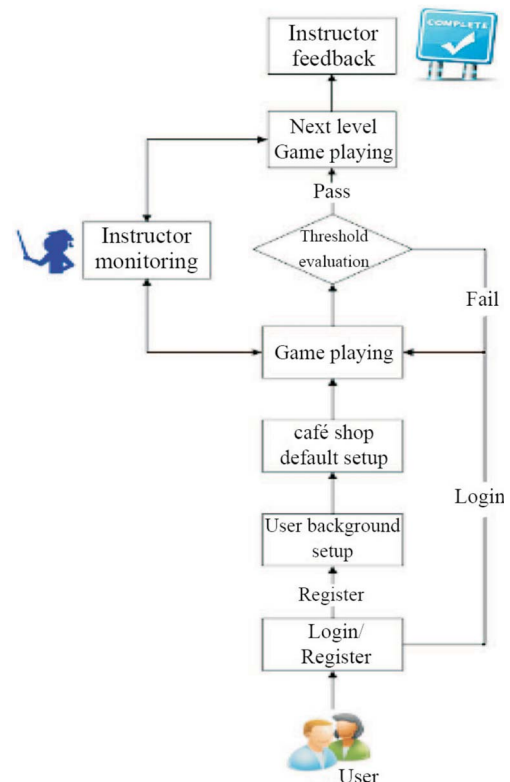 COMPLETE
Instructor
feedback
Next level
Game playing
Pass
Instructor
monitoring
Threshold
evaluation
Fail
Game playing
café shop
default setup
Login
User background
setup
Register
Login/
Register
User